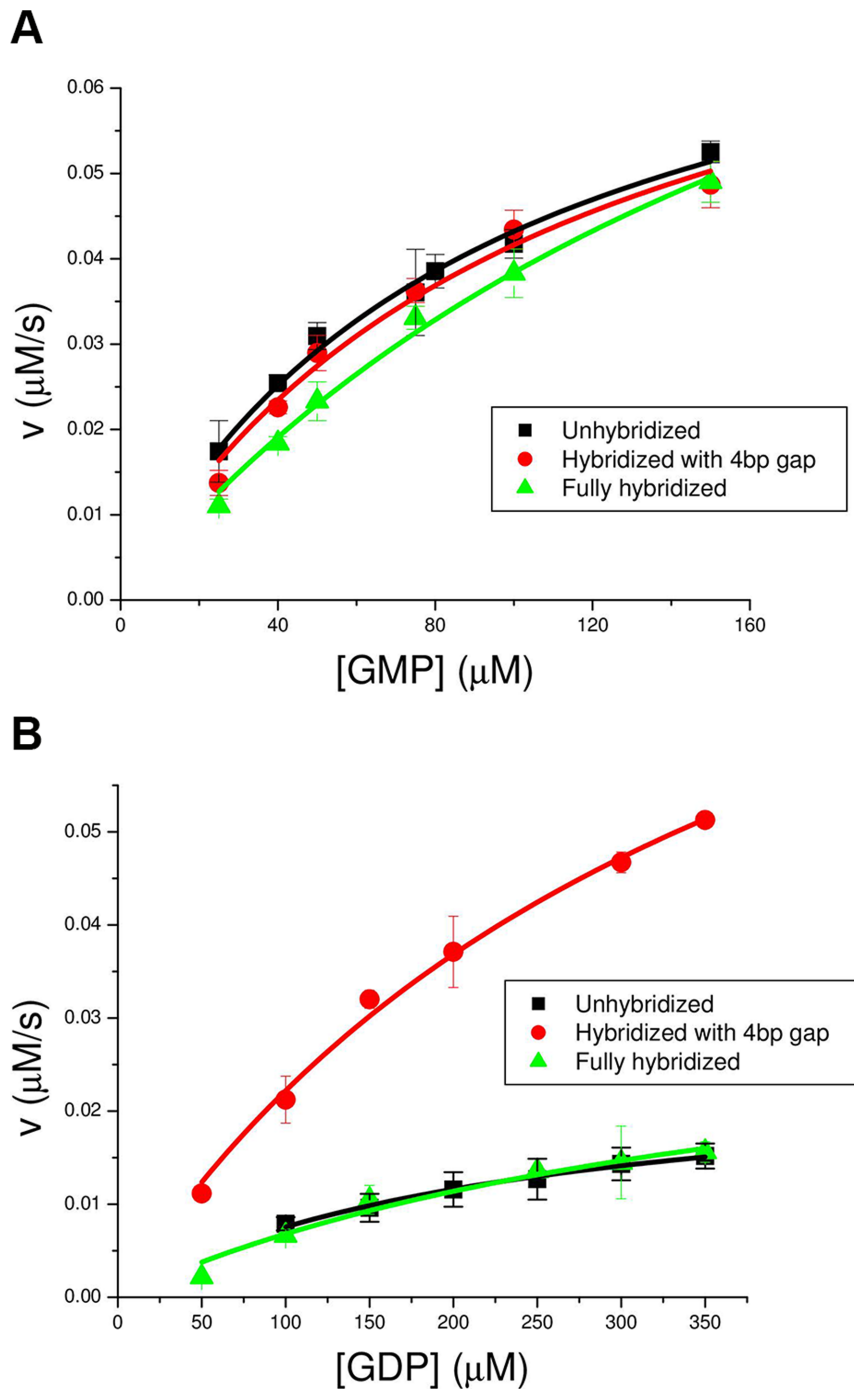 A
0.06
0.05
0.04
0.03
0.02
0.01
0.00
v (μM/s)
Unhybridized
Hybridized with 4bp gap
Fully hybridized
0 40 80 120 160
[GMP] (μM)
B
0.05
0.04
0.03
0.02
0.01
0.00
v (μM/s)
Unhybridized
Hybridized with 4bp gap
Fully hybridized
0 50 100 150 200 250 300 350
[GDP] (μM)